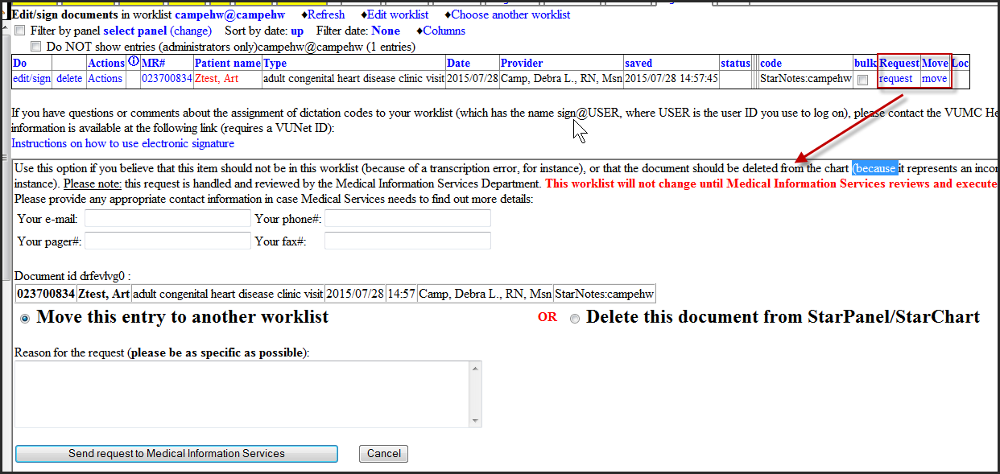 Edit/sign documents in worklist campehw@campehw ♦Refresh ♦Edit worklist ♦Choose another worklist
Filter by panel select panel (change) Sort by date: up Filter date: None ♦Columns
Do NOT show entries (administrators only)campehw@campehw (1 entries)
Do Actions MR# Patient name Type Date Provider saved status code bulk Request Move Loc
edit/sign delete Actions 023700834 Ztest, Art adult congenital heart disease clinic visit 2015/07/28 Camp, Debra L., RN, Msn 2015/07/28 14:57:45 StarNotes:campehw request move
If you have questions or comments about the assignment of dictation codes to your worklist (which has the name sign@USER, where USER is the user ID you use to log on), please contact the VUMC He
information is available at the following link (requires a VUNet ID):
Instructions on how to use electronic signature
Use this option if you believe that this item should not be in this worklist (because of a transcription error, for instance), or that the document should be deleted from the chart (because it represents an incor
instance). Please note: this request is handled and reviewed by the Medical Information Services Department. This worklist will not change until Medical Information Services reviews and execute
Please provide any appropriate contact information in case Medical Services needs to find out more details:
Your e-mail: Your phone#:
Your pager#: Your fax#:
Document id drfevlvg0 :
023700834 Ztest, Art adult congenital heart disease clinic visit 2015/07/28 14:57 Camp, Debra L., RN, Msn StarNotes:campehw
Move this entry to another worklist OR Delete this document from StarPanel/StarChart
Reason for the request (please be as specific as possible):
Send request to Medical Information Services Cancel